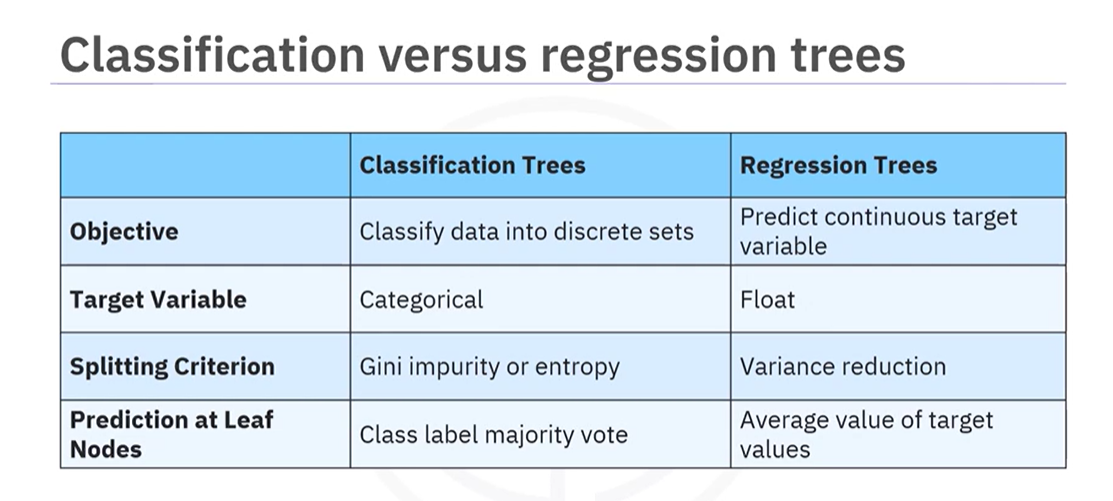 Classification versus regression trees
Classification Trees
Regression Trees
Objective
Classify data into discrete sets
Predict continuous target
variable
Target Variable
Categorical
Float
Splitting Criterion
Gini impurity or entropy
Variance reduction
Prediction at Leaf
Nodes
Class label majority vote
Average value of target
values